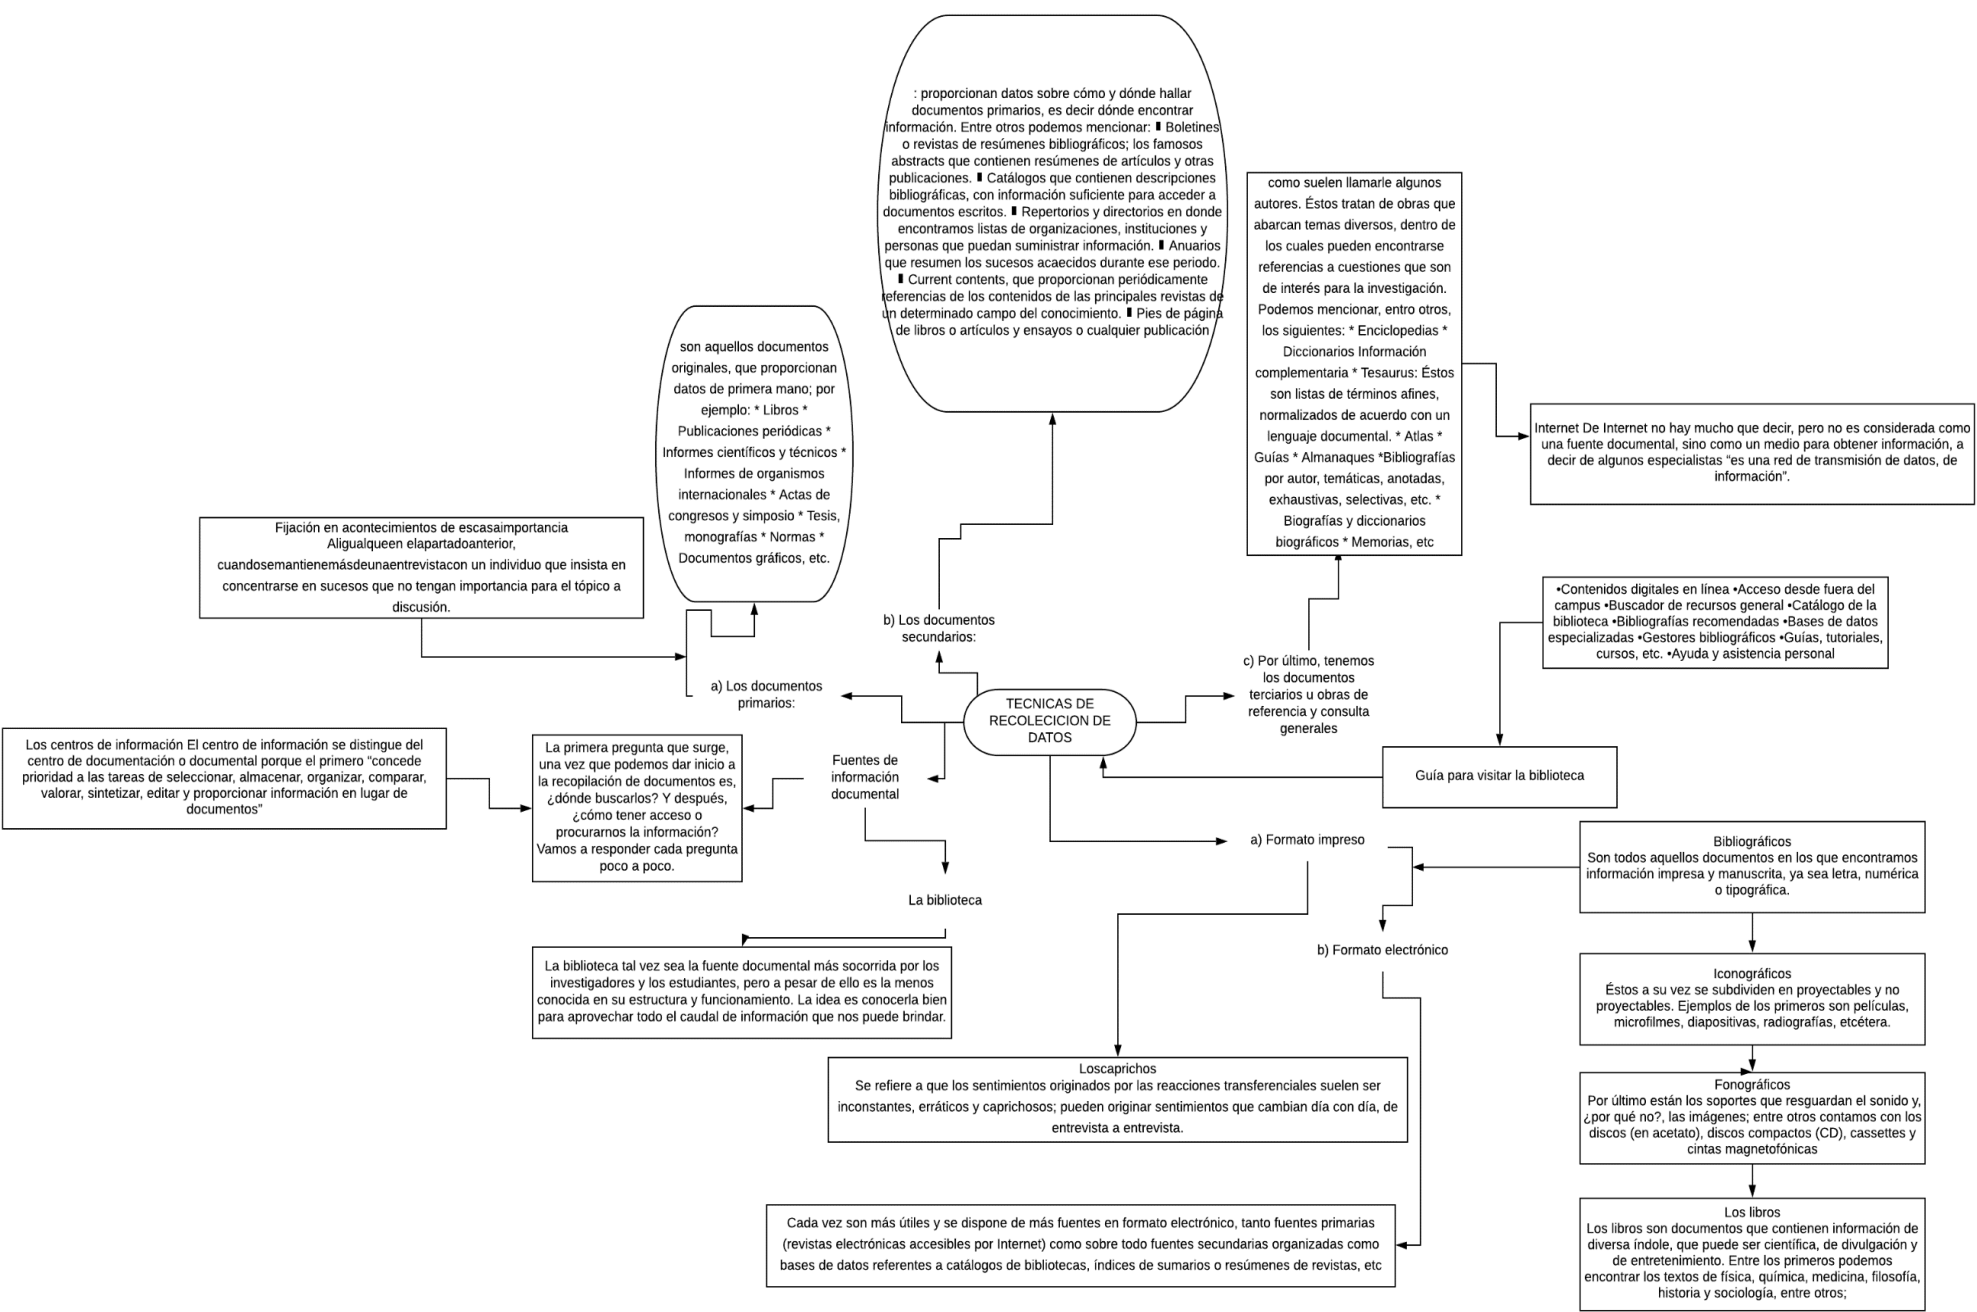 : proporcionan datos sobre cómo y dónde hallar
documentos primarios, es decir dónde encontrar
información. Entre otros podemos mencionar: ▮ Boletines
o revistas de resúmenes bibliográficos; los famosos
abstracts que contienen resúmenes de artículos y otras
publicaciones. ▮ Catálogos que contienen descripciones
bibliográficas, con información suficiente para acceder a
documentos escritos. ▮ Repertorios y directorios en donde
encontramos listas de organizaciones, instituciones y
personas que puedan suministrar información. ▮ Anuarios
que resumen los sucesos acaecidos durante ese periodo.
▮ Current contents, que proporcionan periódicamente
referencias de los contenidos de las principales revistas de
un determinado campo del conocimiento. ▮ Pies de página
de libros o artículos y ensayos o cualquier publicación
como suelen llamarle algunos
autores. Éstos tratan de obras que
abarcan temas diversos, dentro de
los cuales pueden encontrarse
referencias a cuestiones que son
de interés para la investigación.
Podemos mencionar, entro otros,
los siguientes: * Enciclopedias *
Diccionarios Información
complementaria * Tesaurus: Éstos
son listas de términos afines,
normalizados de acuerdo con un
lenguaje documental. * Atlas *
Guías * Almanaques *Bibliografías
por autor, temáticas, anotadas,
exhaustivas, selectivas, etc. *
Biografías y diccionarios
biográficos * Memorias, etc
son aquellos documentos
originales, que proporcionan
datos de primera mano; por
ejemplo: * Libros *
Publicaciones periódicas *
Informes científicos y técnicos *
Informes de organismos
internacionales * Actas de
congresos y simposio * Tesis,
monografías * Normas *
Documentos gráficos, etc.
Internet De Internet no hay mucho que decir, pero no es considerada como
una fuente documental, sino como un medio para obtener información, a
decir de algunos especialistas “es una red de transmisión de datos, de
información”.
Fijación en acontecimientos de escasaimportancia
Aligualqueen elapartadoanterior,
cuandosemantienemásdeunaentrevistacon un individuo que insista en
concentrarse en sucesos que no tengan importancia para el tópico a
discusión.
b) Los documentos
secundarios:
•Contenidos digitales en línea •Acceso desde fuera del
campus •Buscador de recursos general •Catálogo de la
biblioteca •Bibliografías recomendadas •Bases de datos
especializadas •Gestores bibliográficos •Guías, tutoriales,
cursos, etc. •Ayuda y asistencia personal
a) Los documentos
primarios:
c) Por último, tenemos
los documentos
terciarios u obras de
referencia y consulta
generales
TECNICAS DE
RECOLECICION DE
DATOS
Los centros de información El centro de información se distingue del
centro de documentación o documental porque el primero “concede
prioridad a las tareas de seleccionar, almacenar, organizar, comparar,
valorar, sintetizar, editar y proporcionar información en lugar de
documentos”
La primera pregunta que surge,
una vez que podemos dar inicio a
la recopilación de documentos es,
¿dónde buscarlos? Y después,
¿cómo tener acceso o
procurarnos la información?
Vamos a responder cada pregunta
poco a poco.
Fuentes de
información
documental
Guía para visitar la biblioteca
a) Formato impreso
Bibliográficos
Son todos aquellos documentos en los que encontramos
información impresa y manuscrita, ya sea letra, numérica
o tipográfica.
La biblioteca
b) Formato electrónico
La biblioteca tal vez sea la fuente documental más socorrida por los
investigadores y los estudiantes, pero a pesar de ello es la menos
conocida en su estructura y funcionamiento. La idea es conocerla bien
para aprovechar todo el caudal de información que nos puede brindar.
Iconográficos
Éstos a su vez se subdividen en proyectables y no
proyectables. Ejemplos de los primeros son películas,
microfilmes, diapositivas, radiografías, etcétera.
Loscaprichos
Se refiere a que los sentimientos originados por las reacciones transferenciales suelen ser
inconstantes, erráticos y caprichosos; pueden originar sentimientos que cambian día con día, de
entrevista a entrevista.
Fonográficos
Por último están los soportes que resguardan el sonido y,
¿por qué no?, las imágenes; entre otros contamos con los
discos (en acetato), discos compactos (CD), cassettes y
cintas magnetofónicas
Cada vez son más útiles y se dispone de más fuentes en formato electrónico, tanto fuentes primarias
(revistas electrónicas accesibles por Internet) como sobre todo fuentes secundarias organizadas como
bases de datos referentes a catálogos de bibliotecas, índices de sumarios o resúmenes de revistas, etc
Los libros
Los libros son documentos que contienen información de
diversa índole, que puede ser científica, de divulgación y
de entretenimiento. Entre los primeros podemos
encontrar los textos de física, química, medicina, filosofía,
historia y sociología, entre otros;